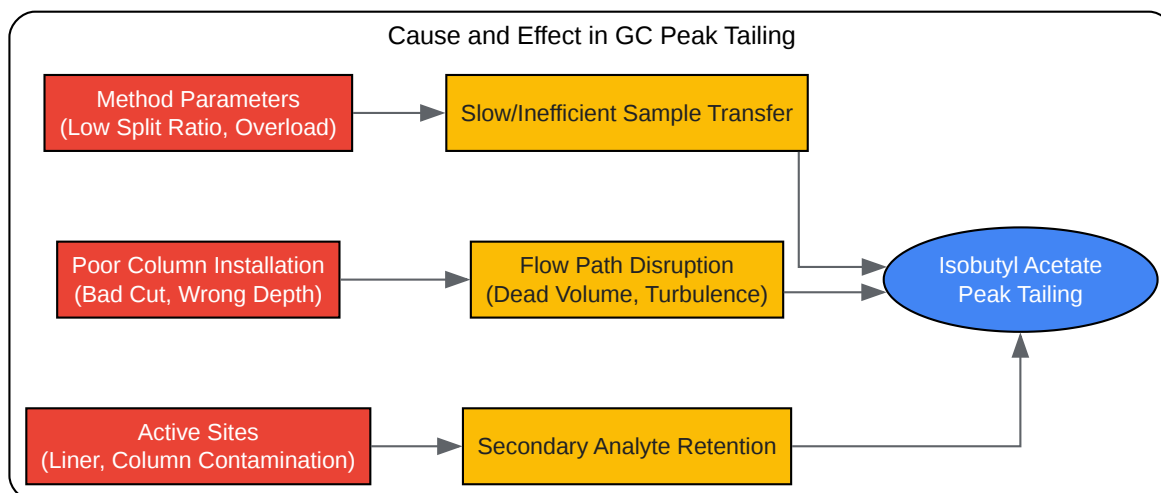 Cause and Effect in GC Peak Tailing
Method Parameters
(Low Split Ratio, Overload)
Slow/Inefficient Sample Transfer
Poor Column Installation
(Bad Cut, Wrong Depth)
Flow Path Disruption
(Dead Volume, Turbulence)
Isobutyl Acetate
Peak Tailing
Active Sites
(Liner, Column Contamination)
Secondary Analyte Retention